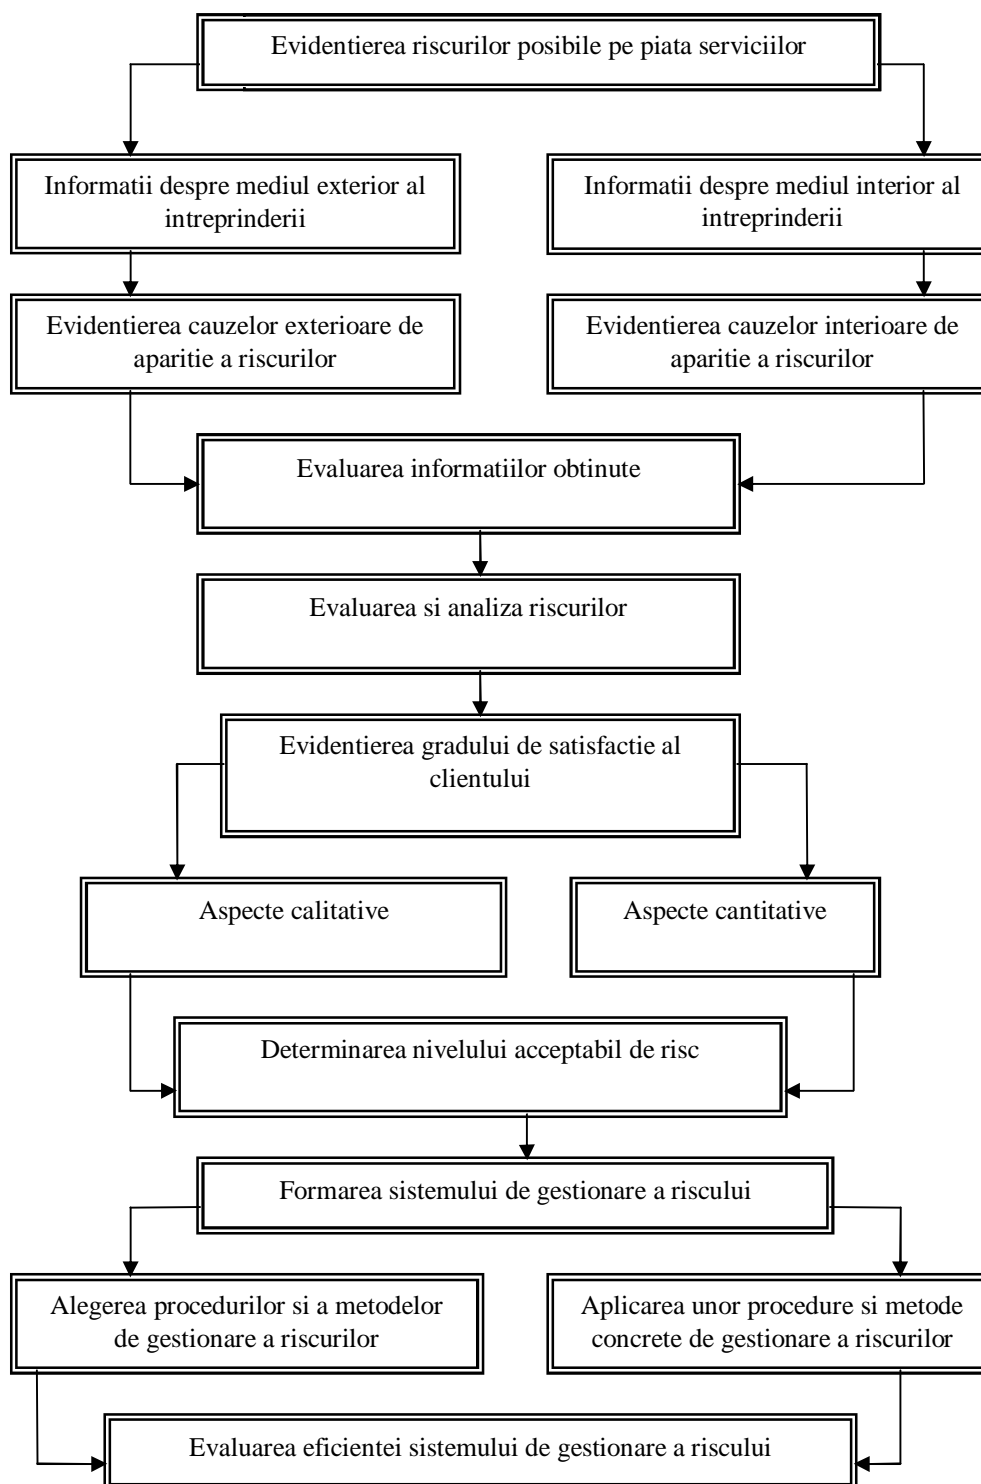 Evidentierea riscurilor posibile pe piata serviciilor
Informatii despre mediul exterior al
intreprinderii
Informatii despre mediul interior al
intreprinderii
Evidentierea cauzelor exterioare de
aparitie a riscurilor
Evidentierea cauzelor interioare de
aparitie a riscurilor
Evaluarea informatiilor obtinute
Evaluarea si analiza riscurilor
Evidentierea gradului de satisfactie al
clientului
Aspecte calitative
Aspecte cantitative
Determinarea nivelului acceptabil de risc
Formarea sistemului de gestionare a riscului
Alegerea procedurilor si a metodelor
de gestionare a riscurilor
Aplicarea unor procedure si metode
concrete de gestionare a riscurilor
Evaluarea eficientei sistemului de gestionare a riscului